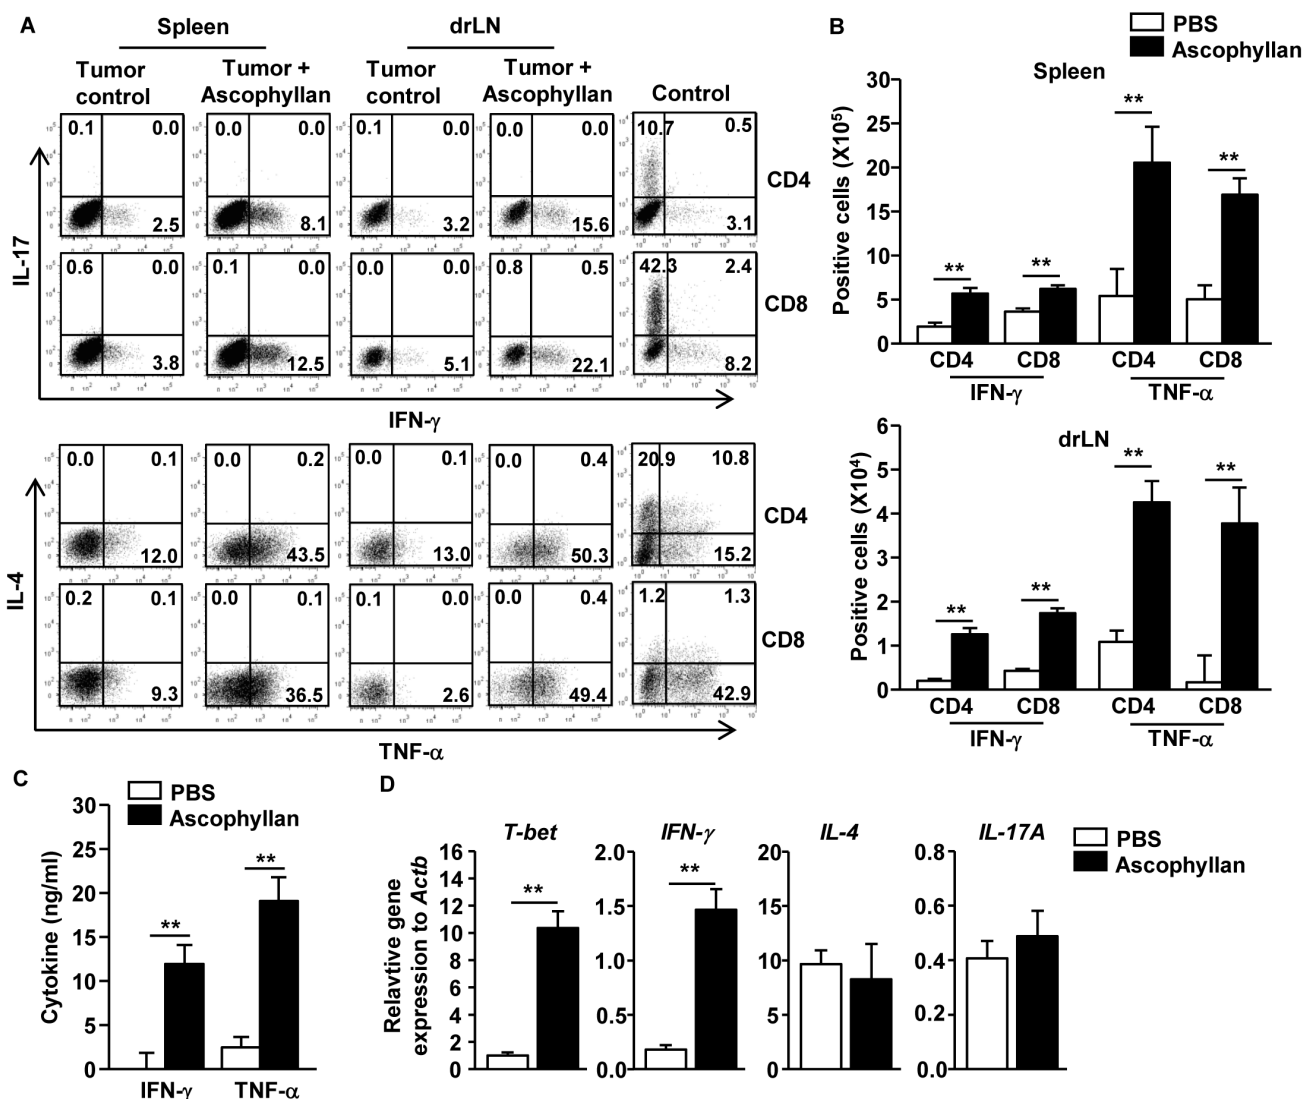 A
Spleen
drLN
Tumor control
Tumor + Ascophyllan
Tumor control
Tumor + Ascophyllan
Control
0.1 0.0 0.0 0.0 0.1 0.0 0.0 0.0 10.7 0.5
CD4
2.5 8.1 3.2 15.6 3.1
0.6 0.0 0.1 0.0 0.0 0.0 0.8 0.5 42.3 2.4
CD8
3.8 12.5 5.1 22.1 8.2
IL-17
IFN-γ
0.0 0.1 0.0 0.2 0.0 0.1 0.0 0.4 20.9 10.8
CD4
12.0 43.5 13.0 50.3 15.2
0.2 0.1 0.0 0.1 0.1 0.0 0.0 0.4 1.2 1.3
CD8
9.3 36.5 2.6 49.4 42.9
IL-4
TNF-α
B
PBS
Ascophyllan
Spleen
Positive cells (X10⁵)
30
25
20
15
10
5
0
**
**
**
**
CD4 CD8 CD4 CD8
IFN-γ TNF-α
drLN
Positive cells (X10⁴)
6
5
4
3
2
1
0
**
**
**
**
CD4 CD8 CD4 CD8
IFN-γ TNF-α
C
PBS
Ascophyllan
Cytokine (ng/ml)
30
25
20
15
10
5
0
**
**
IFN-γ TNF-α
D
PBS
Ascophyllan
Relavtive gene
expression to Actb
T-bet
16
14
12
10
8
6
4
2
0
**
IFN-γ
2.0
1.5
1.0
0.5
0.0
**
IL-4
20
15
10
5
0
IL-17A
0.8
0.6
0.4
0.2
0.0